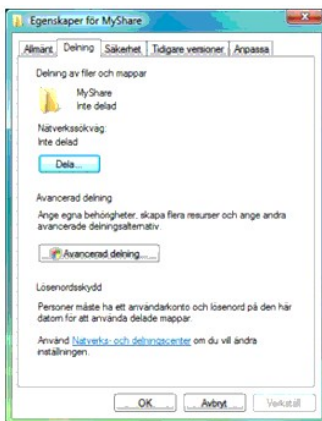 Egenskaper för MyShare
Allmänt Delning Säkerhet Tidigare versioner Anpassa
Delning av filer och mappar
MyShare
Inte delad
Nätverkssökväg:
Inte delad
Dela...
Avancerad delning
Ange egna behörigheter, skapa flera resurser och ange andra
avancerade delningsalternativ.
Avancerad delning...
Lösenordsskydd
Personer måste ha ett användarkonto och lösenord på den här
datorn för att använda delade mappar.
Använd Nätverks- och delningscenter om du vill ändra
inställningen.
OK Avbryt Verkställ